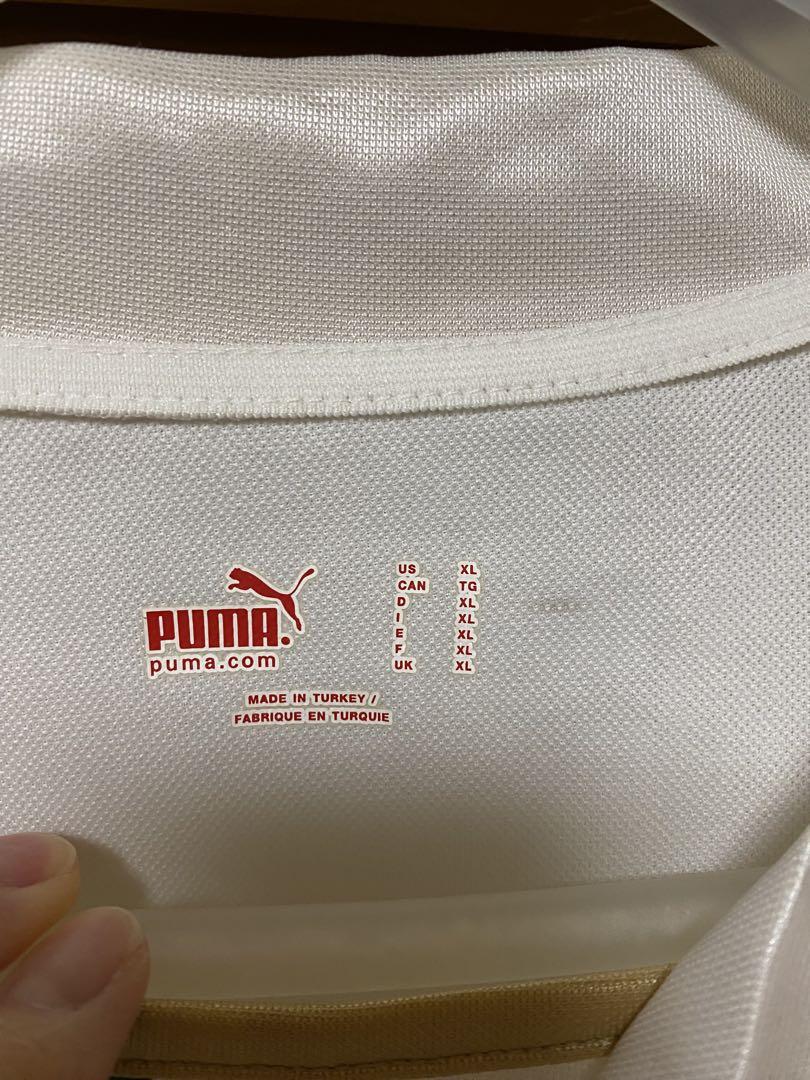 PUMA.
puma.com
US XL
CAN TG
D XL
I XL
E XL
F XL
UK XL
MADE IN TURKEY /
FABRIQUE EN TURQUIE